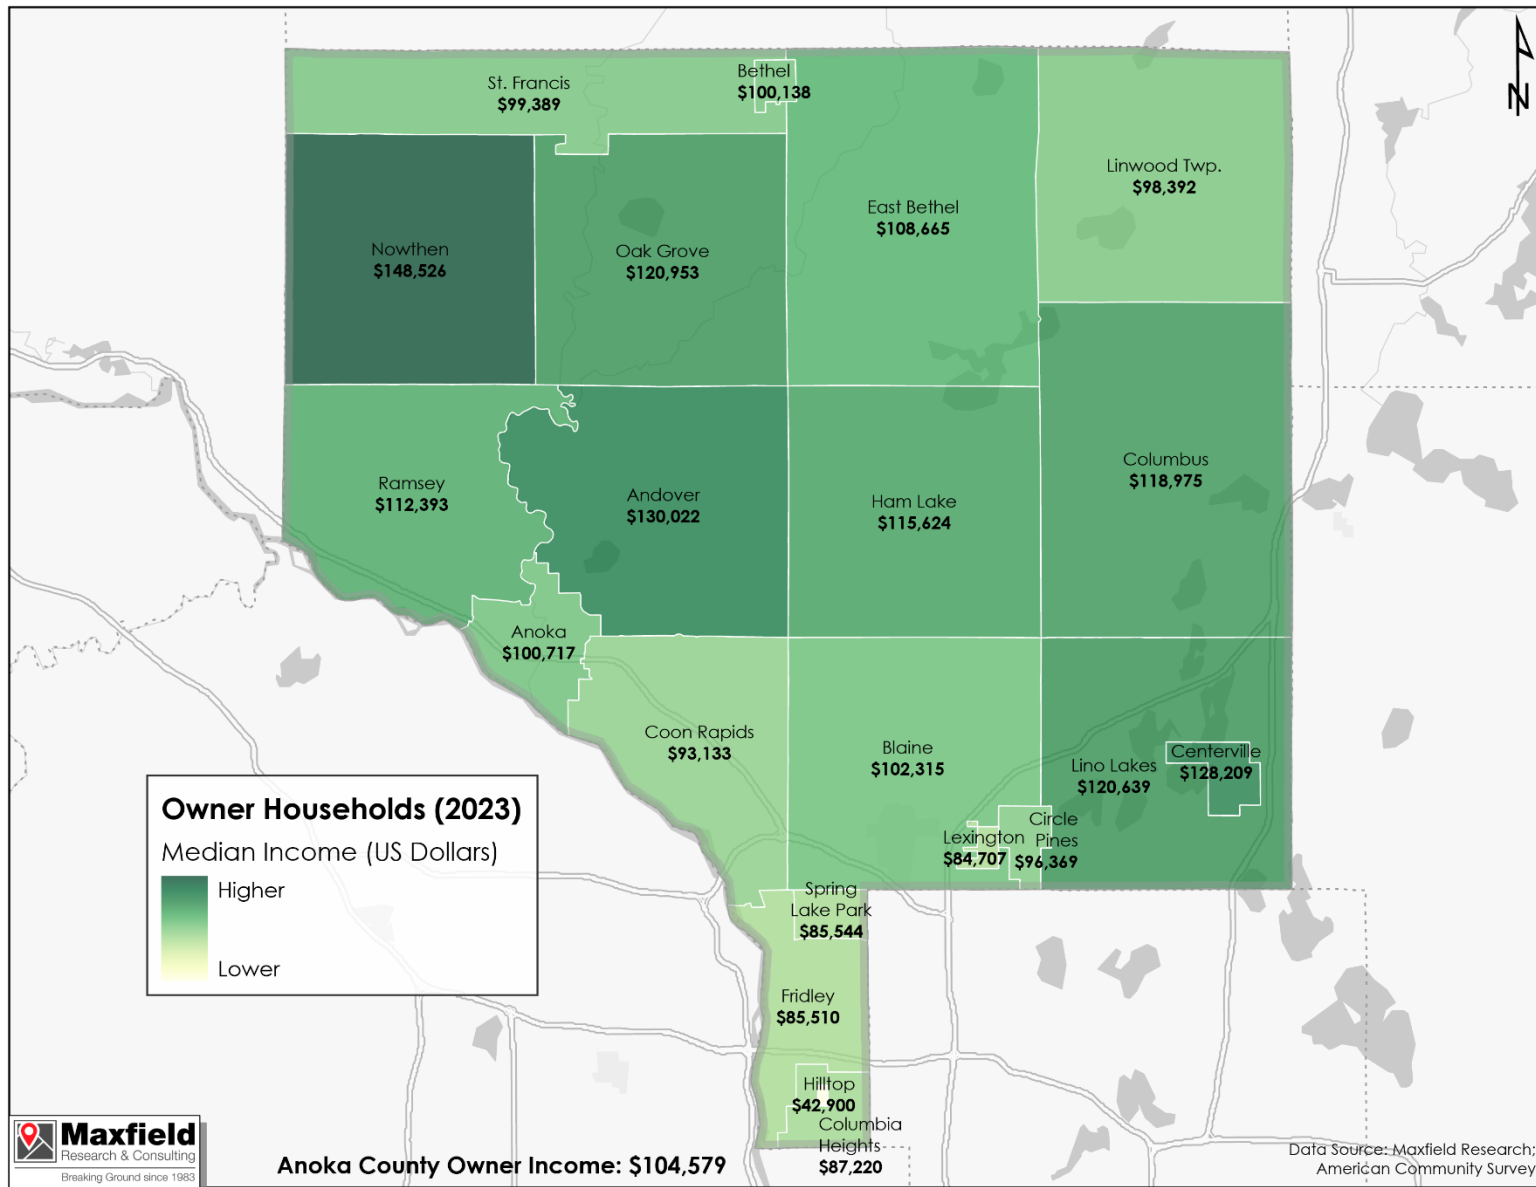 N
St. Francis
$99,389
Bethel
$100,138
Linwood Twp.
$98,392
East Bethel
$108,665
Nowthen
$148,526
Oak Grove
$120,953
Columbus
$118,975
Ramsey
$112,393
Andover
$130,022
Ham Lake
$115,624
Anoka
$100,717
Coon Rapids
$93,133
Blaine
$102,315
Lino Lakes
$120,639
Centerville
$128,209
Circle
Pines
$96,369
Lexington
$84,707
Spring
Lake Park
$85,544
Fridley
$85,510
Hilltop
$42,900
Columbia
Heights
$87,220
Owner Households (2023)
Median Income (US Dollars)
Higher
Lower
Maxfield
Research & Consulting
Breaking Ground since 1983
Anoka County Owner Income: $104,579
Data Source: Maxfield Research;
American Community Survey